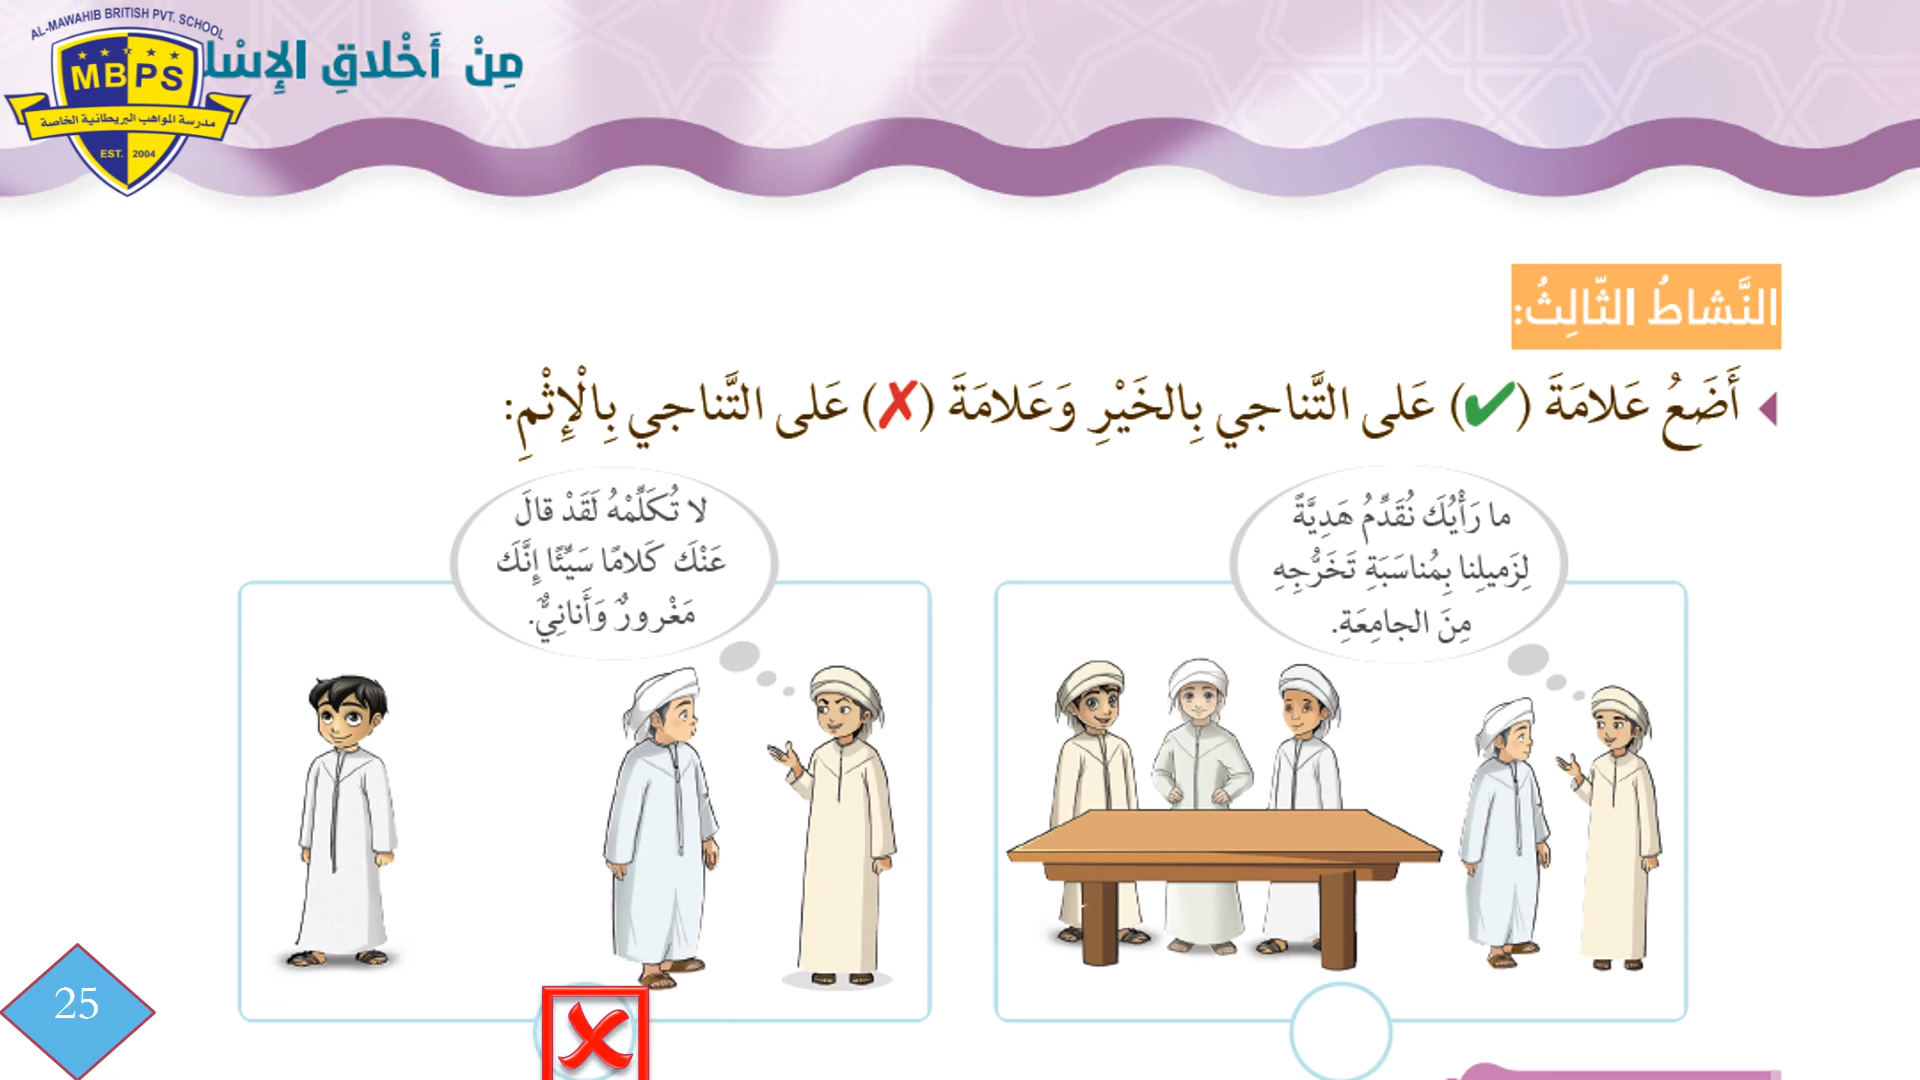 AL-MAWAHIB BRITISH PVT. SCHOOL
MBPS
مدرسة المواهب البريطانية الخاصة
EST. 2004
مِنْ أَخْلاقِ
النَّشاطُ الثّالِثُ:
أَضَعُ عَلامَةَ (✔) عَلى التَّناجي بِالخَيْرِ وَعَلامَةَ (✗) عَلى التَّناجي بِالْإِثْمِ:
ما رَأْيُكَ نُقَدِّمُ هَدِيَّةً
لِزَميلِنا بِمُناسَبَةِ تَخَرُّجِهِ
مِنَ الجامِعَةِ.
لا تُكَلِّمْهُ لَقَدْ قالَ
عَنْكَ كَلامًا سَيِّئًا إِنَّكَ
مَغْرورٌ وَأَنانِيٌّ.
25